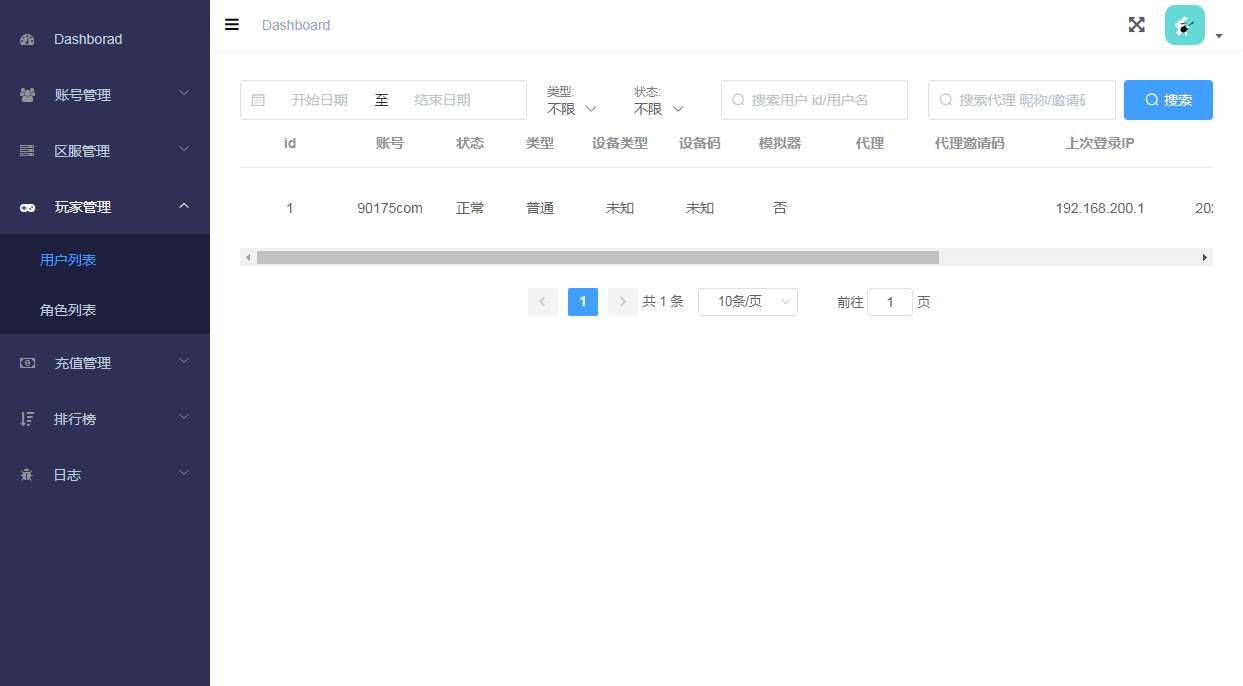 Dashborad
账号管理
区服管理
玩家管理
用户列表
角色列表
充值管理
排行榜
日志
Dashboard
开始日期 至 结束日期
类型:
不限
状态:
不限
搜索用户 id/用户名
搜索代理 昵称/邀请
搜索
id 账号 状态 类型 设备类型 设备码 模拟器 代理 代理邀请码 上次登录IP
1 90175com 正常 普通 未知 未知 否 192.168.200.1
1 共 1 条 10条/页 前往 1 页